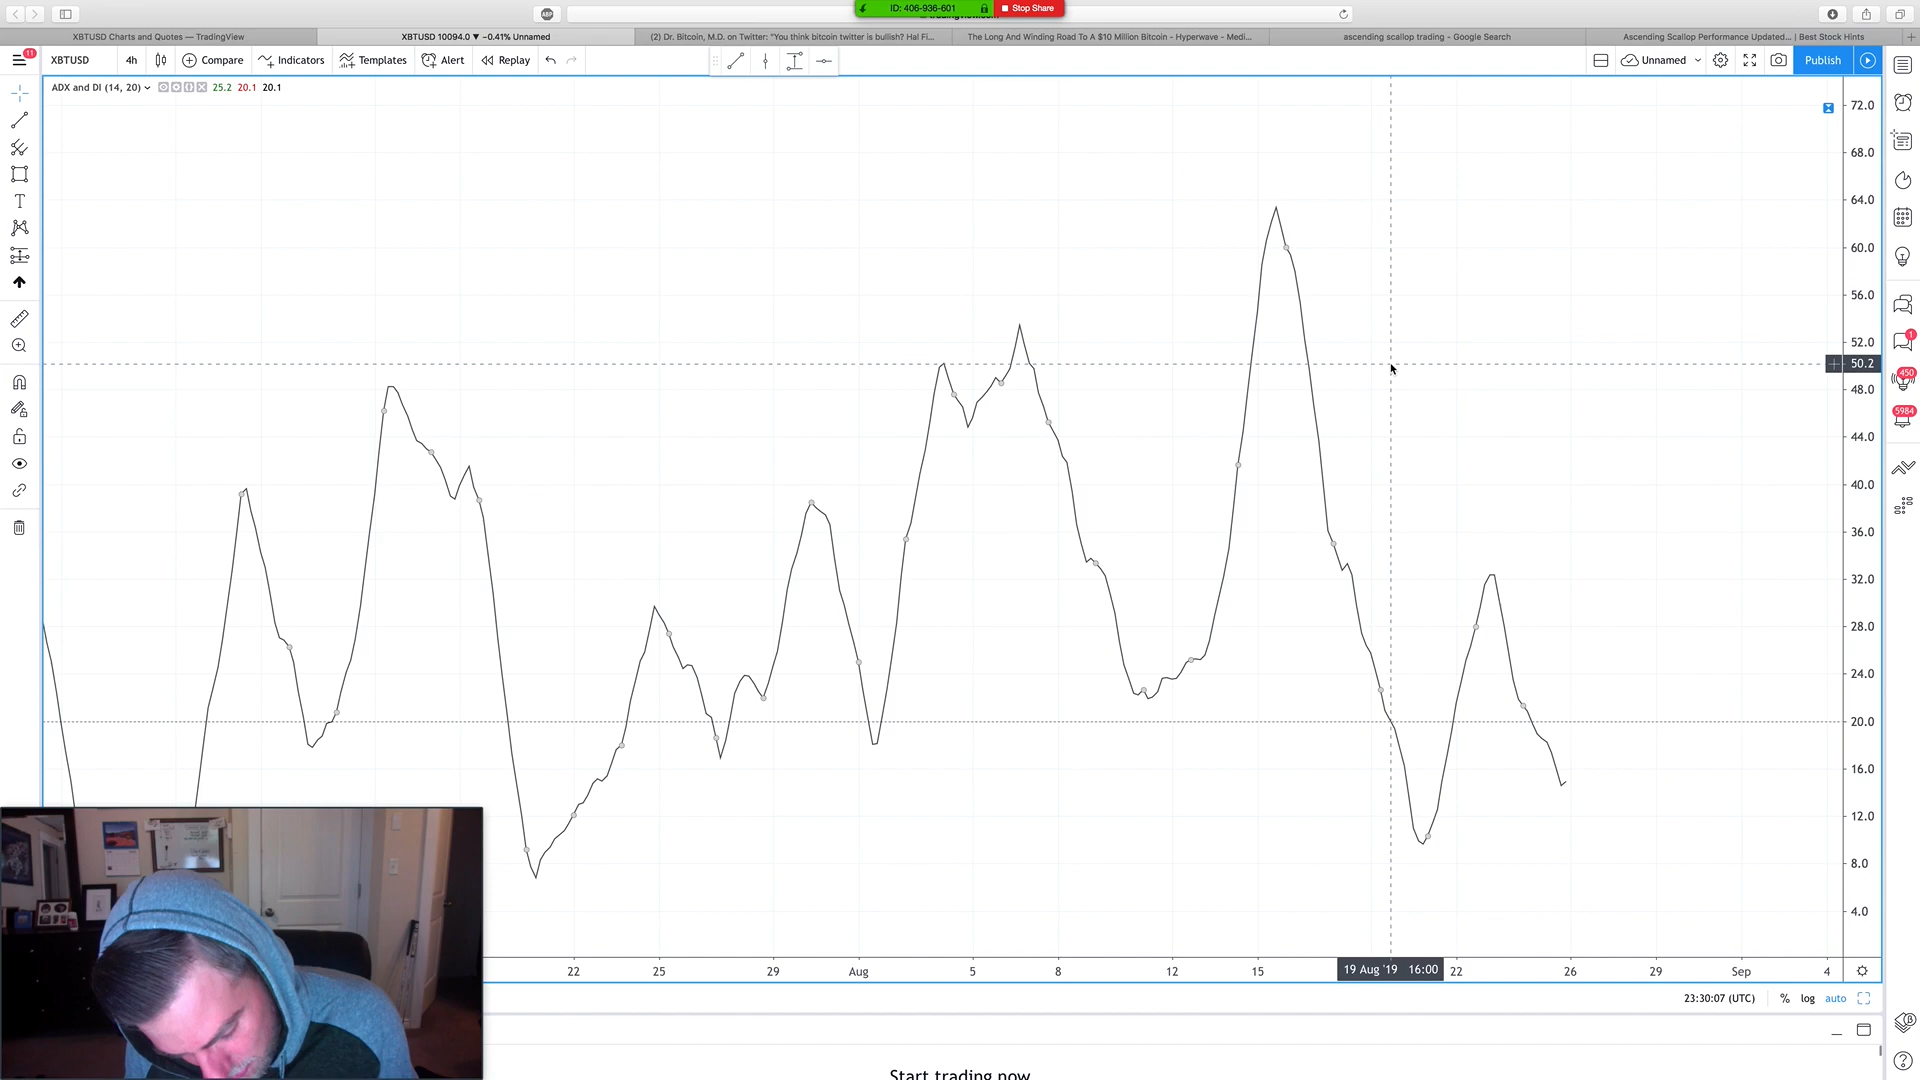 ID: 406-936-601
Stop Share
ABP
XBTUSD Charts and Quotes — TradingView
XBTUSD 10094.0 ▼ −0.41% Unnamed
(2) Dr. Bitcoin, M.D. on Twitter: "You think bitcoin twitter is bullish? Hal Fi...
The Long And Winding Road To A $10 Million Bitcoin - Hyperwave - Medi...
ascending scallop trading - Google Search
Ascending Scallop Performance Updated... | Best Stock Hints
11
XBTUSD
4h
Compare
Indicators
Templates
Alert
Replay
Unnamed
Publish
ADX and DI (14, 20)
25.2
20.1
20.1
72.0
68.0
64.0
60.0
56.0
52.0
50.2
48.0
44.0
40.0
36.0
32.0
28.0
24.0
20.0
16.0
12.0
8.0
4.0
1
450
5984
22
25
29
Aug
5
8
12
15
19 Aug '19 16:00
22
26
29
Sep
4
23:30:07 (UTC)
%
log
auto
Start trading now